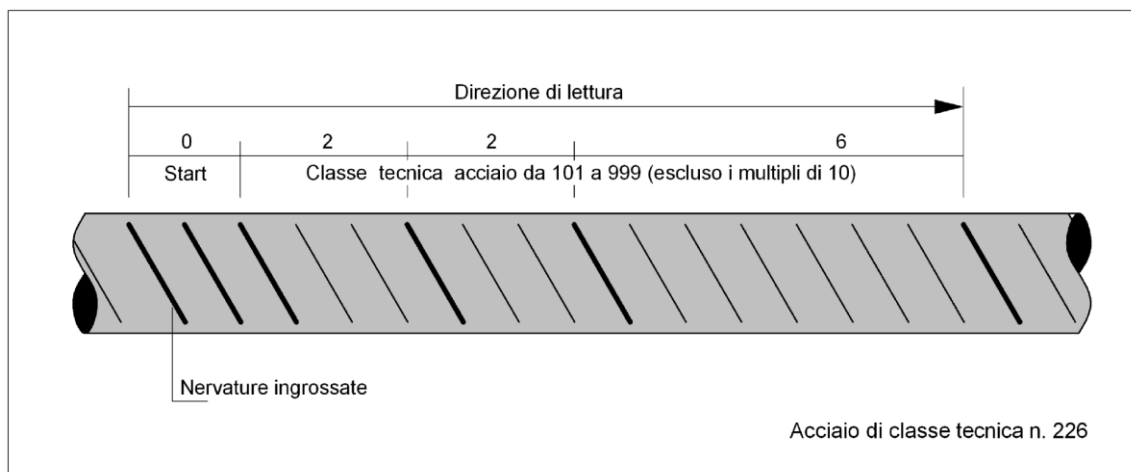 Direzione di lettura
0 2 2 6
Start Classe tecnica acciaio da 101 a 999 (escluso i multipli di 10)
Nervature ingrossate
Acciaio di classe tecnica n. 226